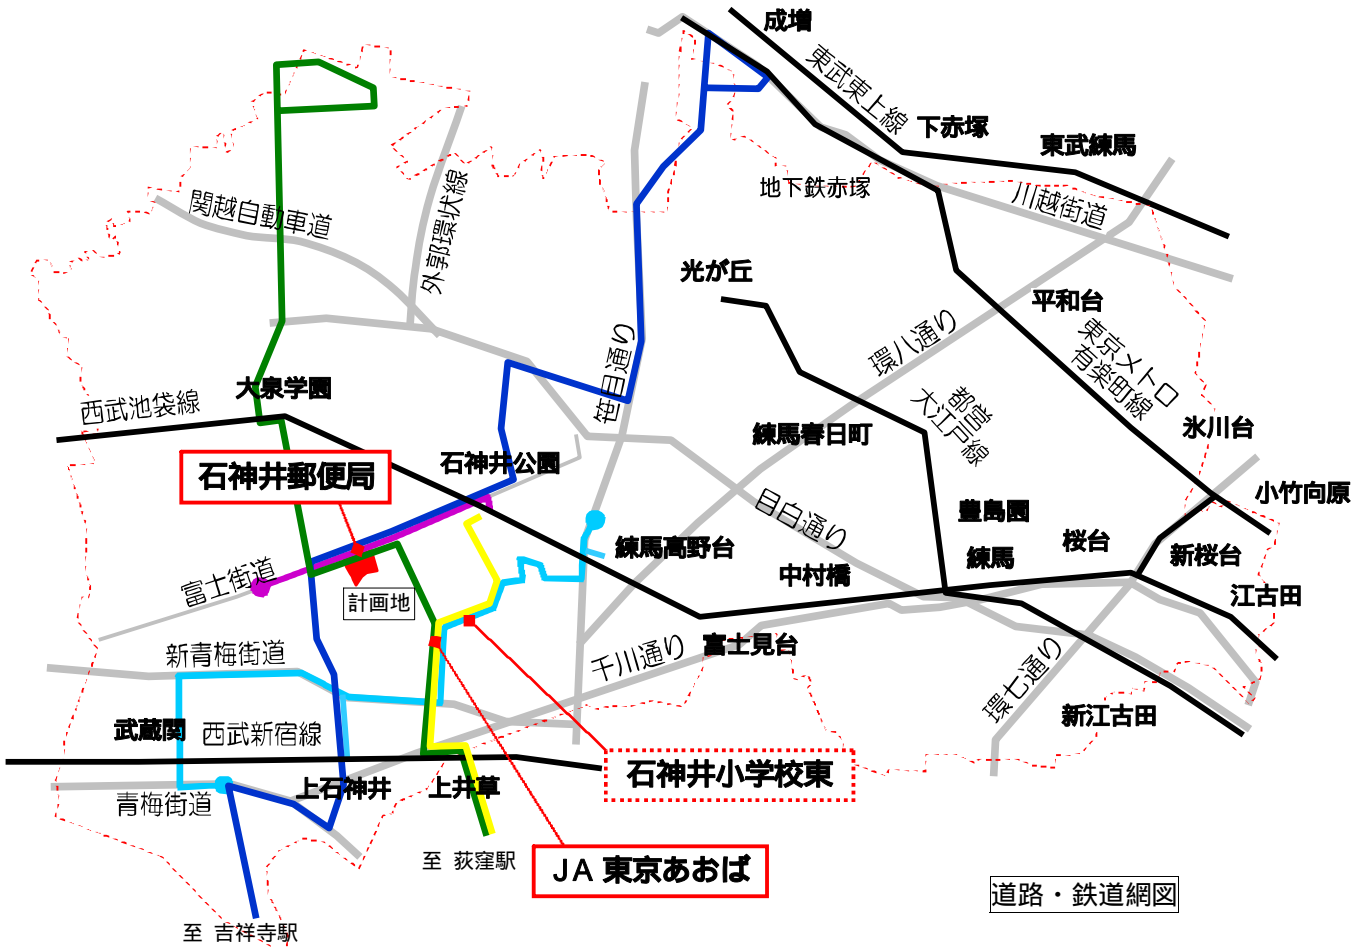 成増
東武東上線
下赤塚
東武練馬
地下鉄赤塚
川越街道
関越自動車道
外郭環状線
光が丘
平和台
東京メトロ
有楽町線
笹目通り
環八通り
大泉学園
西武池袋線
都営
大江戸線
氷川台
練馬春日町
石神井公園
石神井郵便局
小竹向原
目白通り
豊島園
桜台
新桜台
練馬高野台
練馬
中村橋
富士街道
計画地
江古田
新青梅街道
千川通り
富士見台
環七通り
新江古田
武蔵関
西武新宿線
石神井小学校東
上石神井
上井草
青梅街道
至 荻窪駅
JA 東京あおば
道路・鉄道網図
至 吉祥寺駅